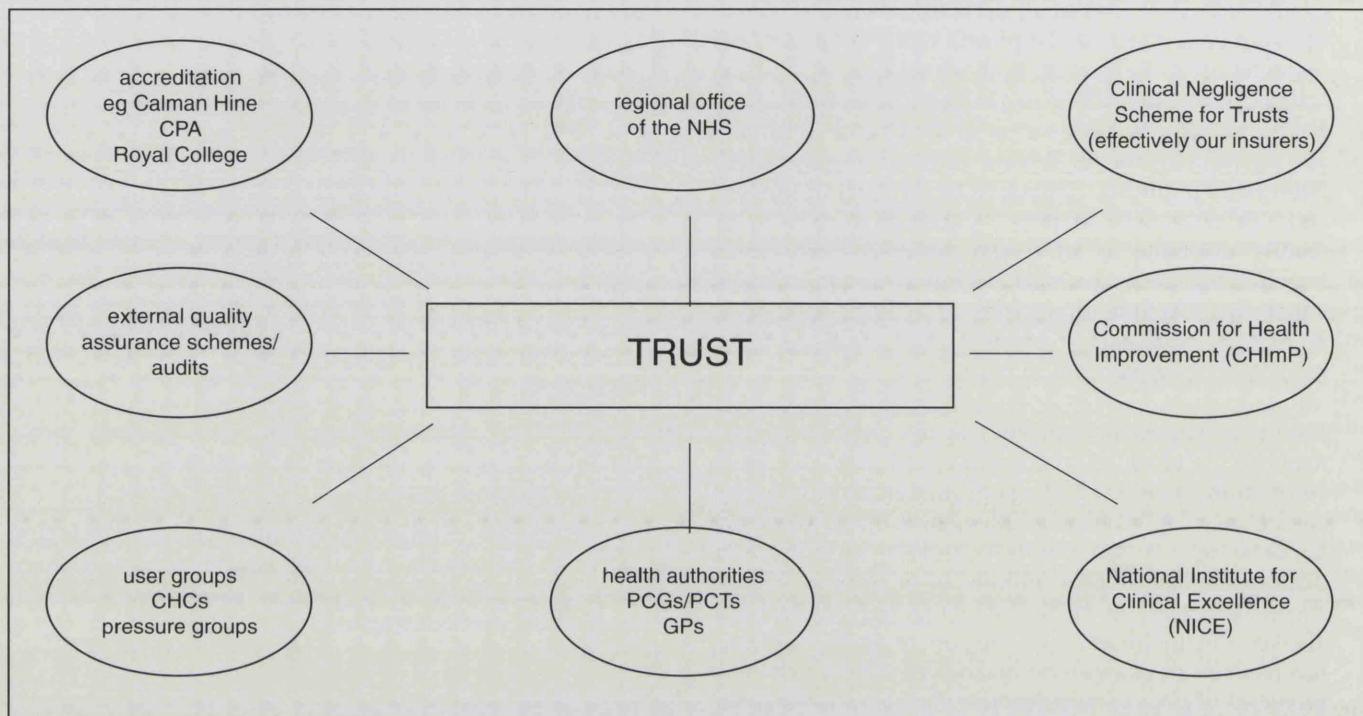 accreditation
eg Calman Hine
CPA
Royal College
regional office
of the NHS
Clinical Negligence
Scheme for Trusts
(effectively our insurers)
external quality
assurance schemes/
audits
TRUST
Commission for Health
Improvement (CHImP)
user groups
CHCs
pressure groups
health authorities
PCGs/PCTs
GPs
National Institute for
Clinical Excellence
(NICE)